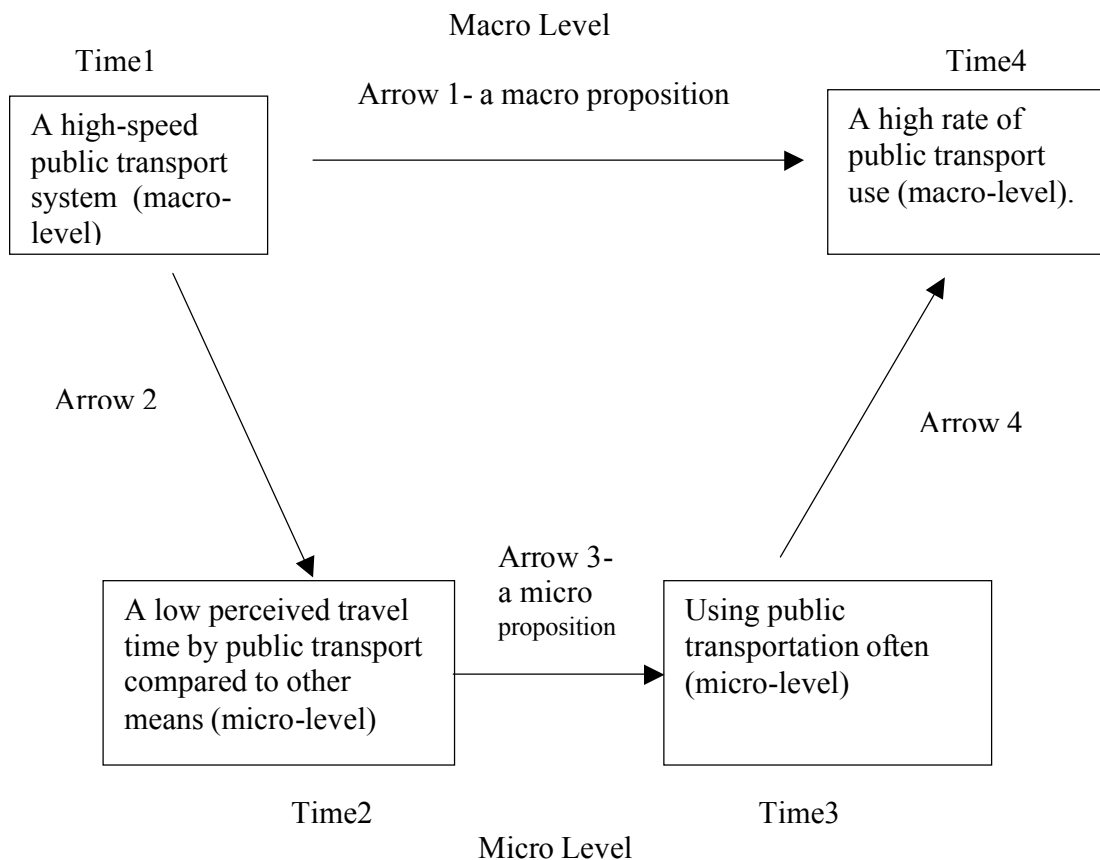 Macro Level
Time1
Time4
Arrow 1- a macro proposition
A high-speed
public transport
system (macro-
level)
A high rate of
public transport
use (macro-level).
Arrow 2
Arrow 4
Arrow 3-
a micro
proposition
A low perceived travel
time by public transport
compared to other
means (micro-level)
Using public
transportation often
(micro-level)
Time2
Time3
Micro Level